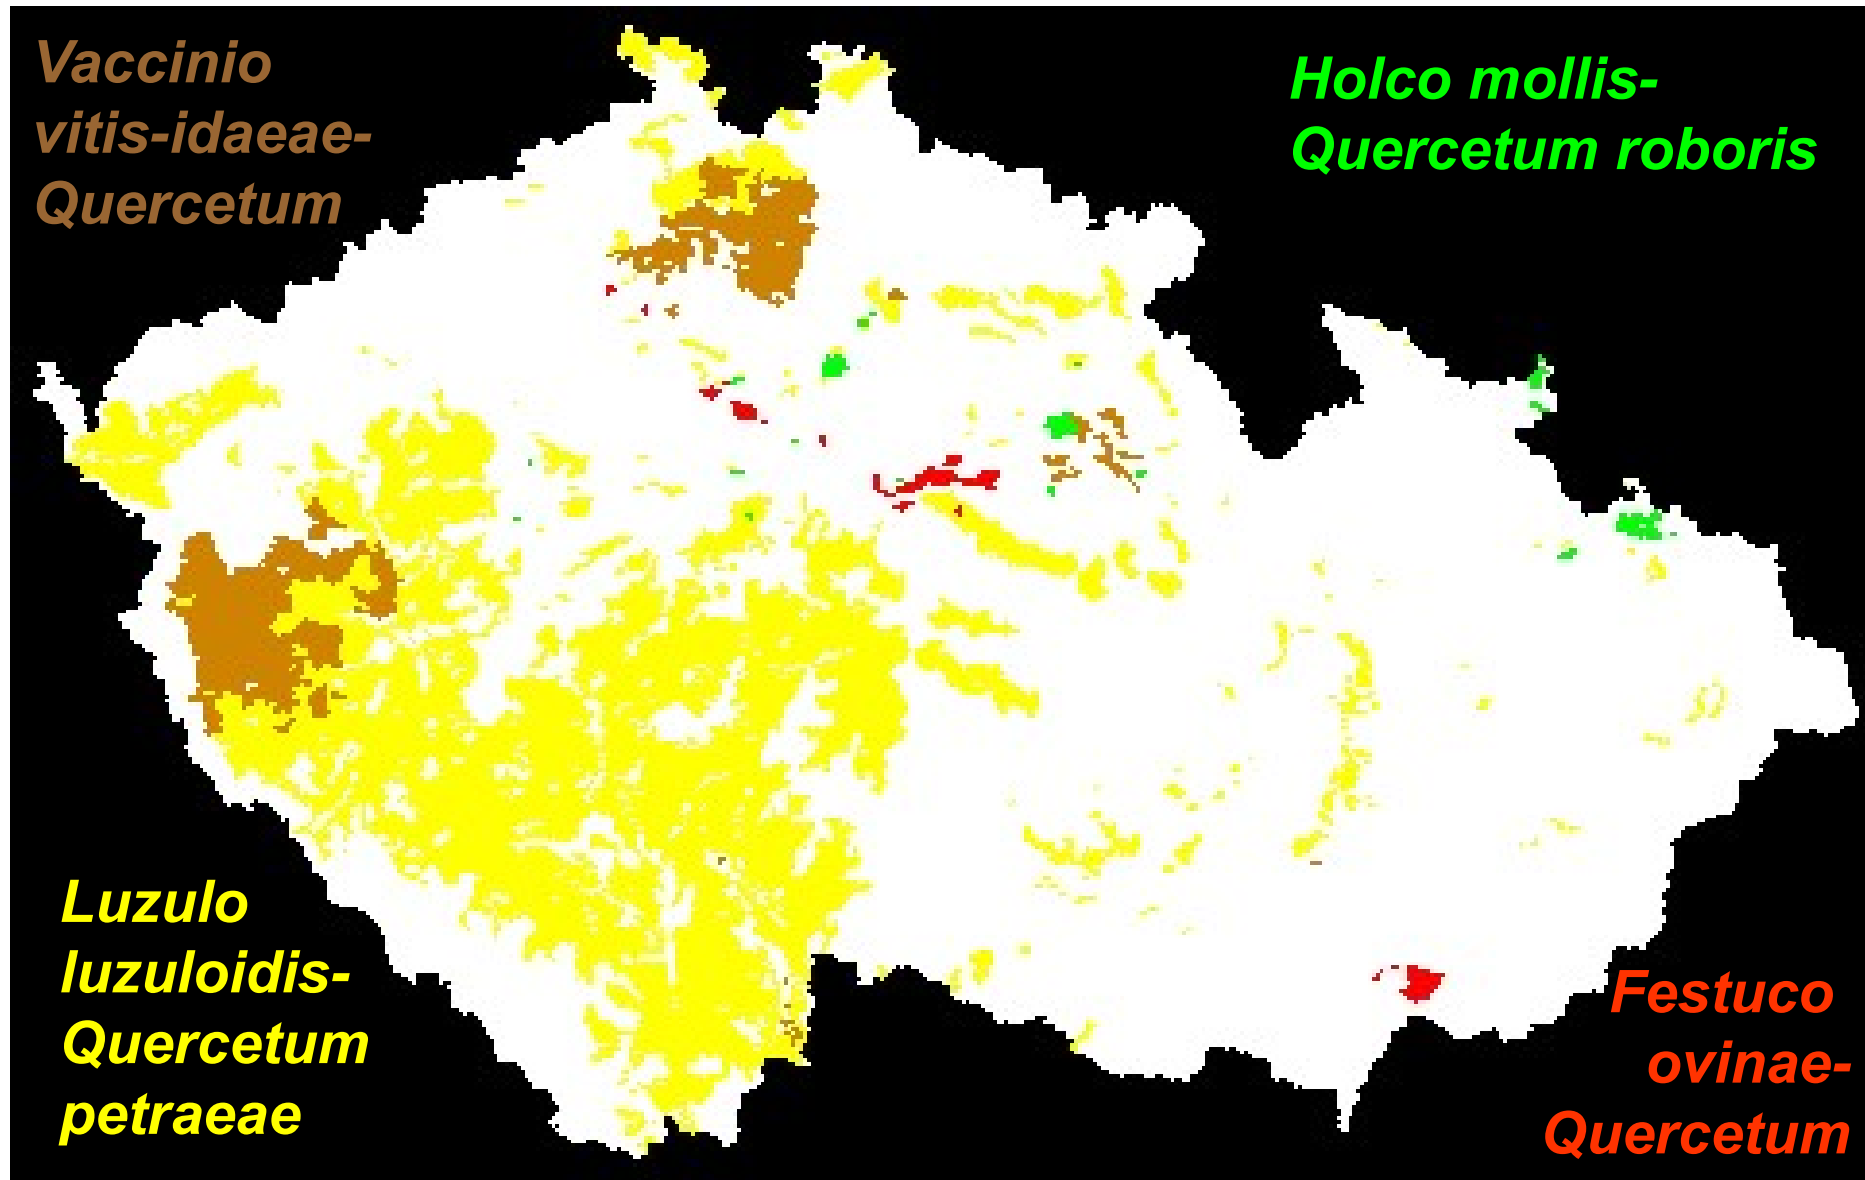 Vaccinio
vitis-idaeae-
Quercetum
Holco mollis-
Quercetum roboris
Luzulo
luzuloidis-
Quercetum
petraeae
Festuco
ovinae-
Quercetum